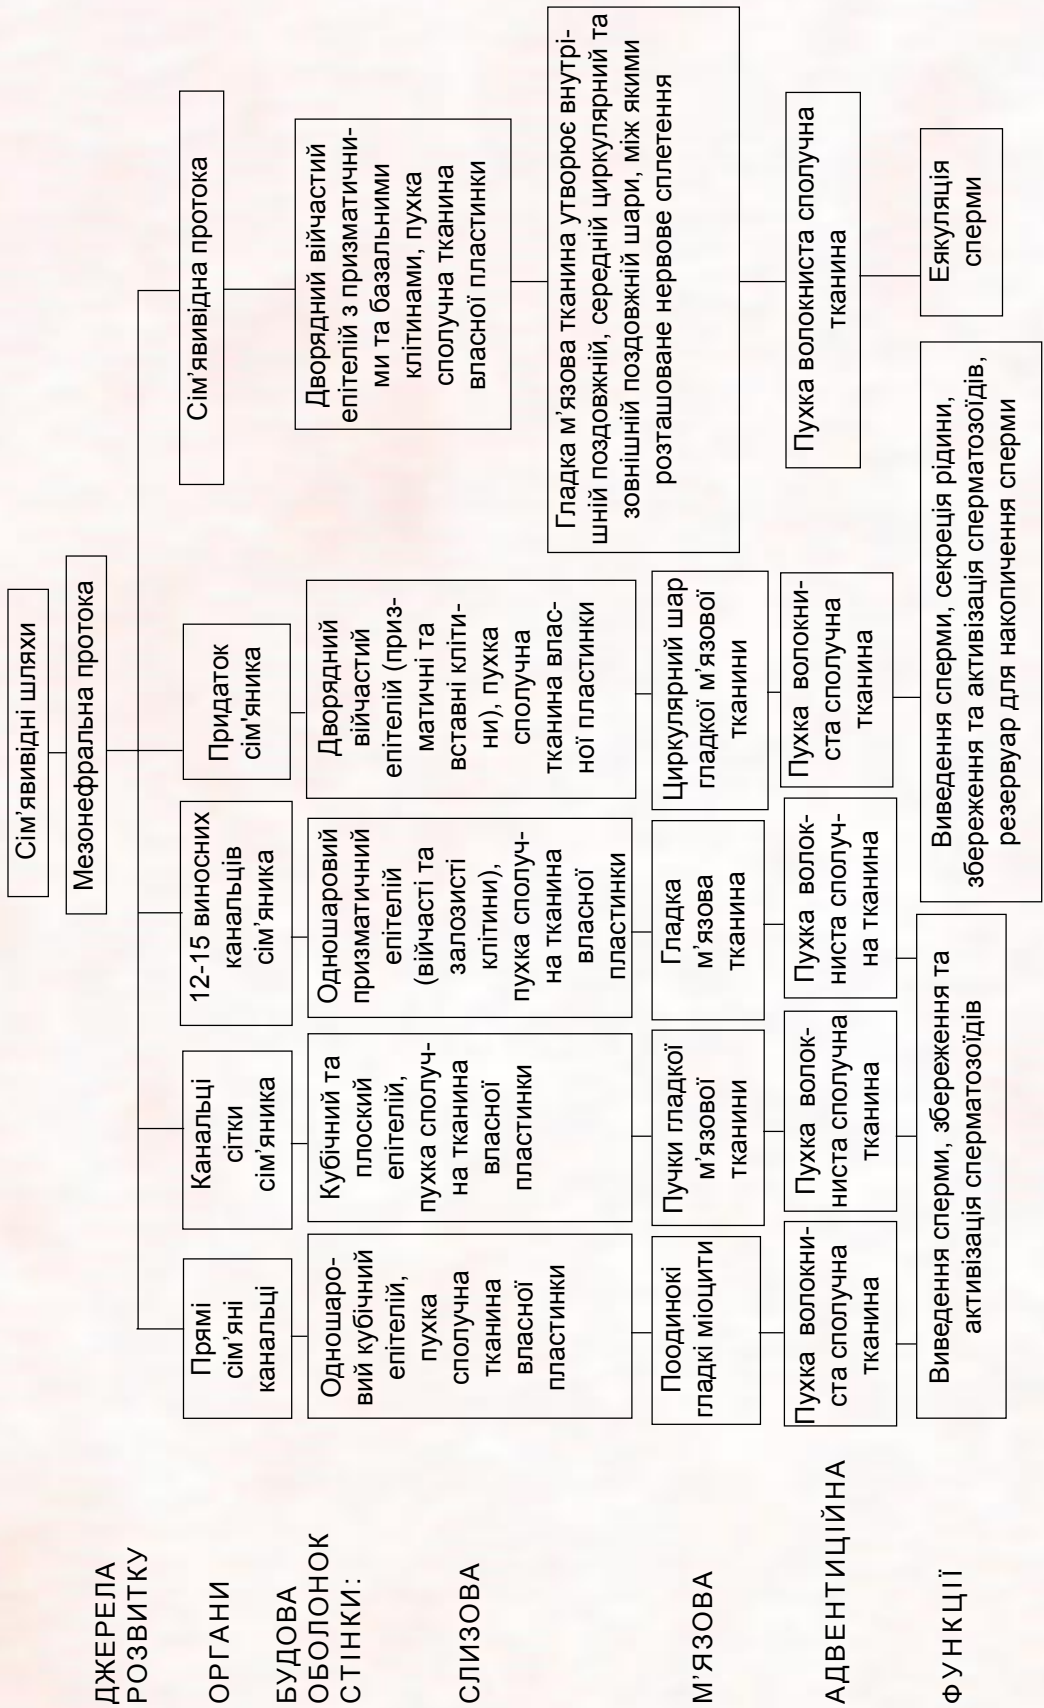 Сім’явивідні шляхи
ДЖЕРЕЛА
РОЗВИТКУ
Мезонефральна протока
ОРГАНИ
Прямі
сім’яні
канальці
Канальці
сітки
сім’яника
12-15 виносних
канальців
сім’яника
Придаток
сім'яника
Сім’явивідна протока
БУДОВА
ОБОЛОНОК
СТІНКИ:
СЛИЗОВА
Одношаро-
вий кубічний
епітелій,
пухка
сполучна
тканина
власної
пластинки
Кубічний та
плоский
епітелій,
пухка сполуч-
на тканина
власної
пластинки
Одношаровий
призматичний
епітелій
(війчасті та
залозисті
клітини),
пухка сполуч-
на тканина
власної
пластинки
Дворядний
війчастий
епітелій (приз-
матичні та
вставні кліти-
ни), пухка
сполучна
тканина влас-
ної пластинки
Дворядний війчастий
епітелій з призматични-
ми та базальними
клітинами, пухка
сполучна тканина
власної пластинки
М’ЯЗОВА
Поодинокі
гладкі міоцити
Пучки гладкої
м’язової
тканини
Гладка
м’язова
тканина
Циркулярний шар
гладкої м’язової
тканини
Гладка м’язова тканина утворює внутрі-
шній поздовжній, середній циркулярний та
зовнішній поздовжній шари, між якими
розташоване нервове сплетення
АДВЕНТИЦІЙНА
Пухка волокни-
ста сполучна
тканина
Пухка волок-
ниста сполучна
тканина
Пухка волок-
ниста сполуч-
на тканина
Пухка волокни-
ста сполучна
тканина
Пухка волокниста сполучна
тканина
ФУНКЦІЇ
Виведення сперми, збереження та
активізація сперматозоїдів
Виведення сперми, секреція рідини,
збереження та активізація сперматозоїдів,
резервуар для накопичення сперми
Еякуляція
сперми